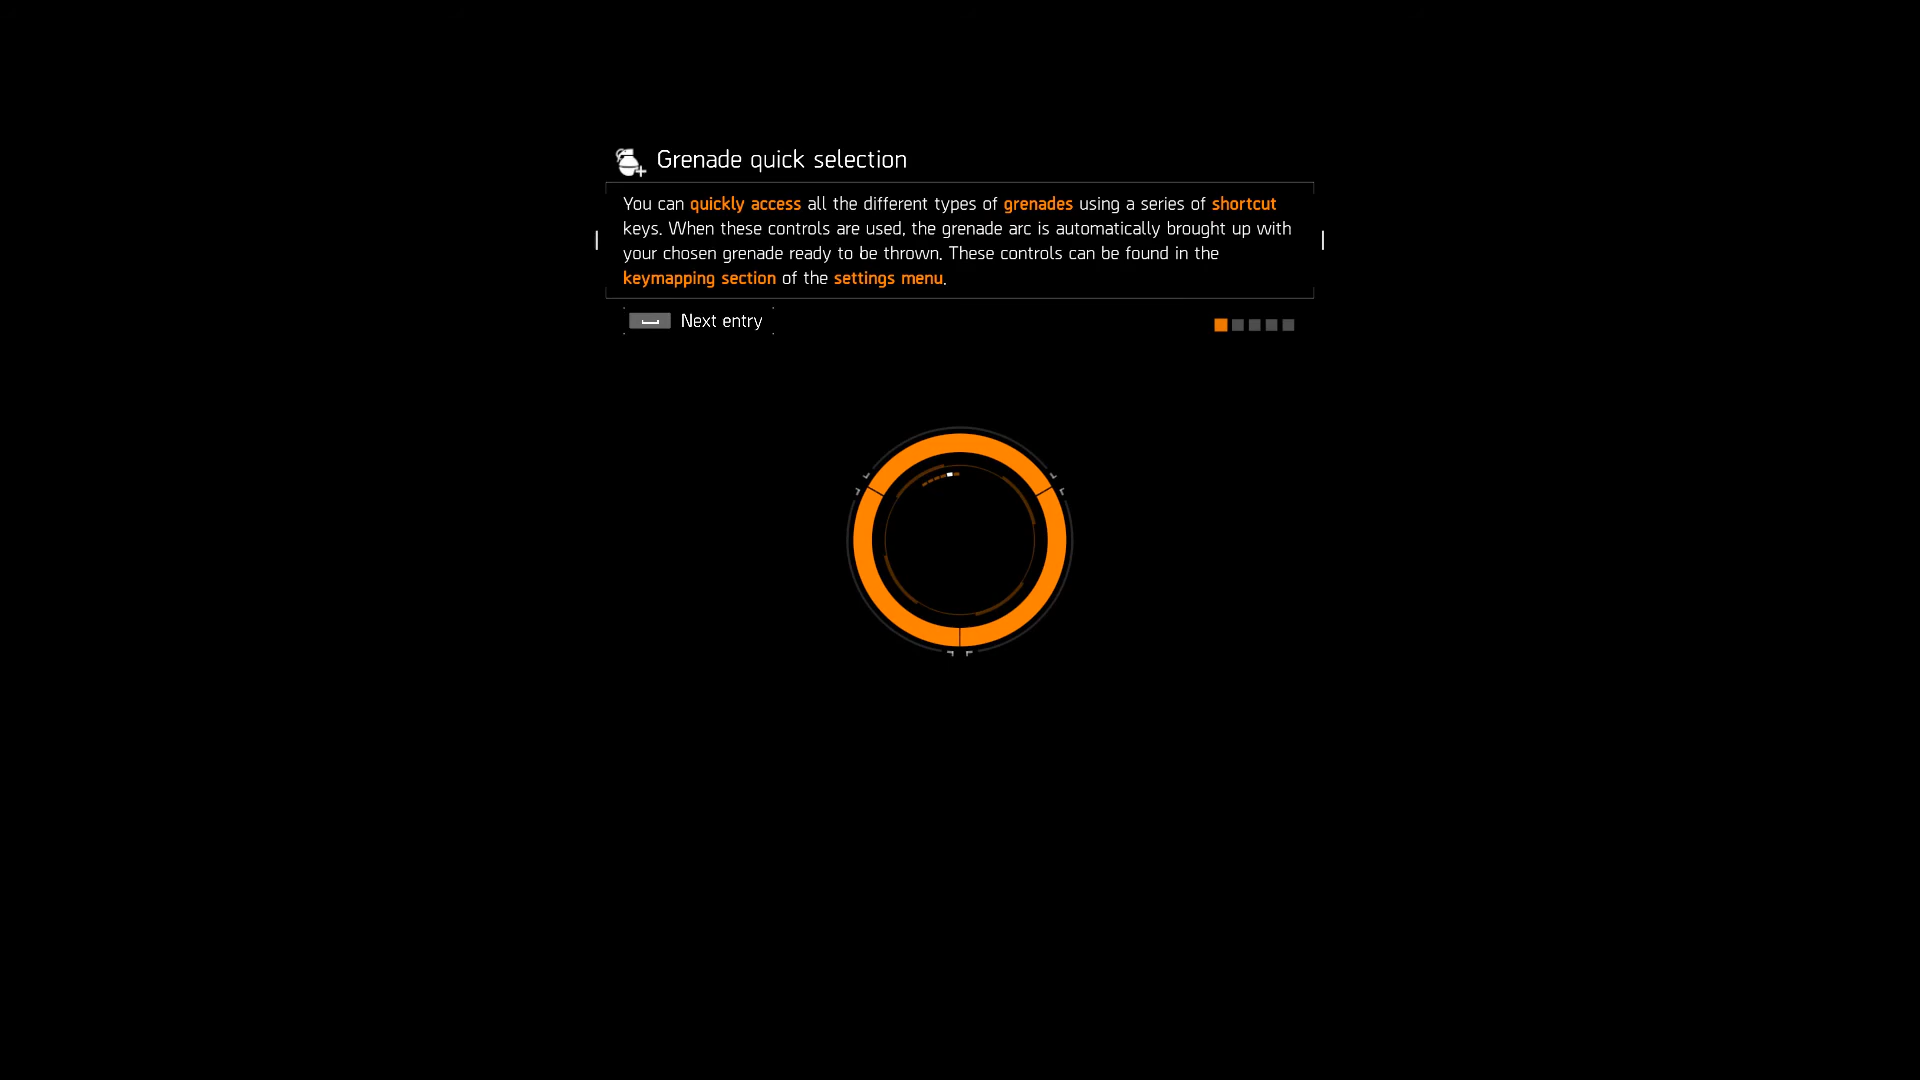 Grenade quick selection
You can quickly access all the different types of grenades using a series of shortcut
keys. When these controls are used, the grenade arc is automatically brought up with
your chosen grenade ready to be thrown. These controls can be found in the
keymapping section of the settings menu.
Next entry